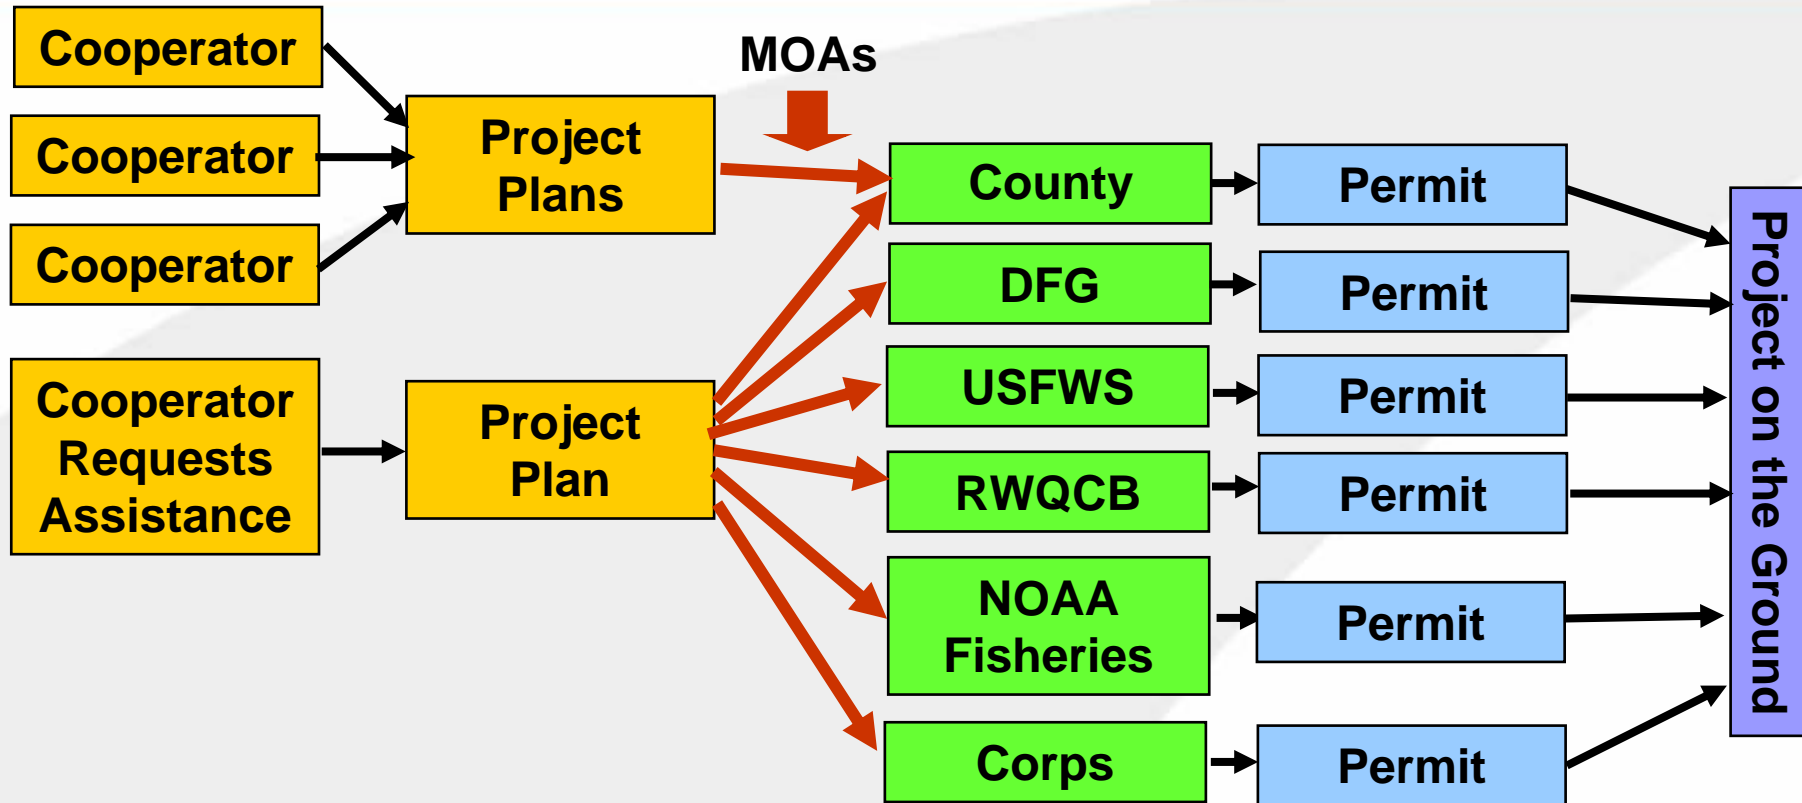 Cooperator
Cooperator
Cooperator
Project
Plans
MOAs
Cooperator
Requests
Assistance
Project
Plan
County
DFG
USFWS
RWQCB
NOAA
Fisheries
Corps
Permit
Permit
Permit
Permit
Permit
Permit
Project on the Ground